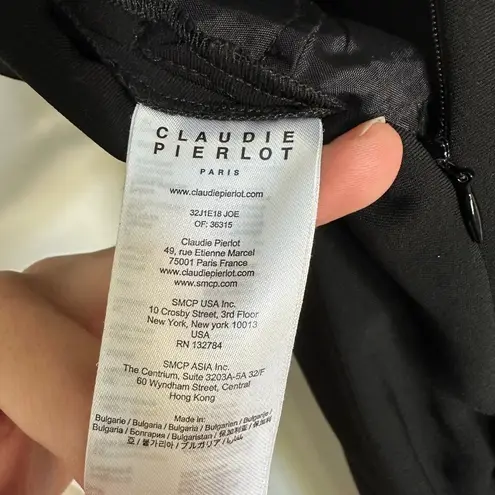 CLAUDIE
PIERLOT
PARIS
www.claudiepierlot.com
32J1E18 JOE
OF: 36315
Claudie Pierlot
49, rue Etienne Marcel
75001 Paris France
www.claudiepierlot.com
www.smcp.com
SMCP USA Inc.
10 Crosby Street, 3rd Floor
New York, New york 10013
USA
RN 132784
SMCP ASIA Inc.
The Centrium, Suite 3203A-5A 32/F
60 Wyndham Street, Central
Hong Kong
Made in:
Bulgarie / Bulgaria / Bulgarien / Bulgarije /
Bulgaria / Болгария / Bulgaristan / 保加利亚 / 保加利
亞 / 불가리아 / ブルガリア / بلغاريا